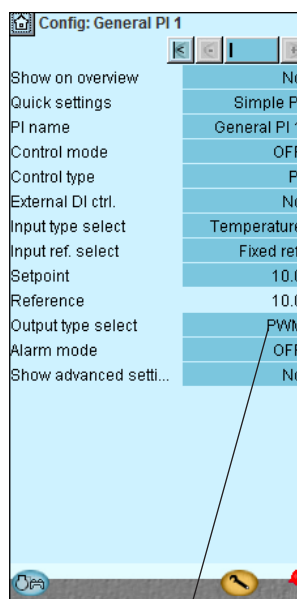 Config: General PI 1
Show on overview No
Quick settings Simple P
PI name General PI 1
Control mode OFF
Control type P
External DI ctrl. No
Input type select Temperature
Input ref. select Fixed ref
Setpoint 10.0
Reference 10.0
Output type select PWM
Alarm mode OFF
Show advanced setti... No